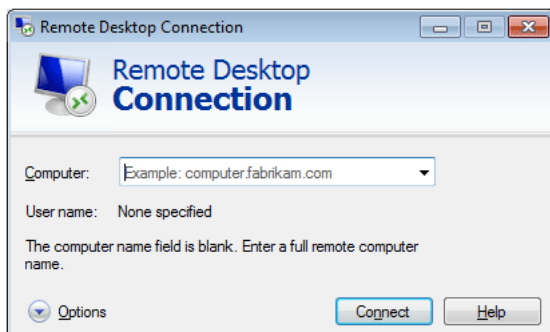 Remote Desktop Connection
Remote Desktop
Connection
Computer: Example: computer.fabrikam.com
User name: None specified
The computer name field is blank. Enter a full remote computer
name.
Options Connect Help